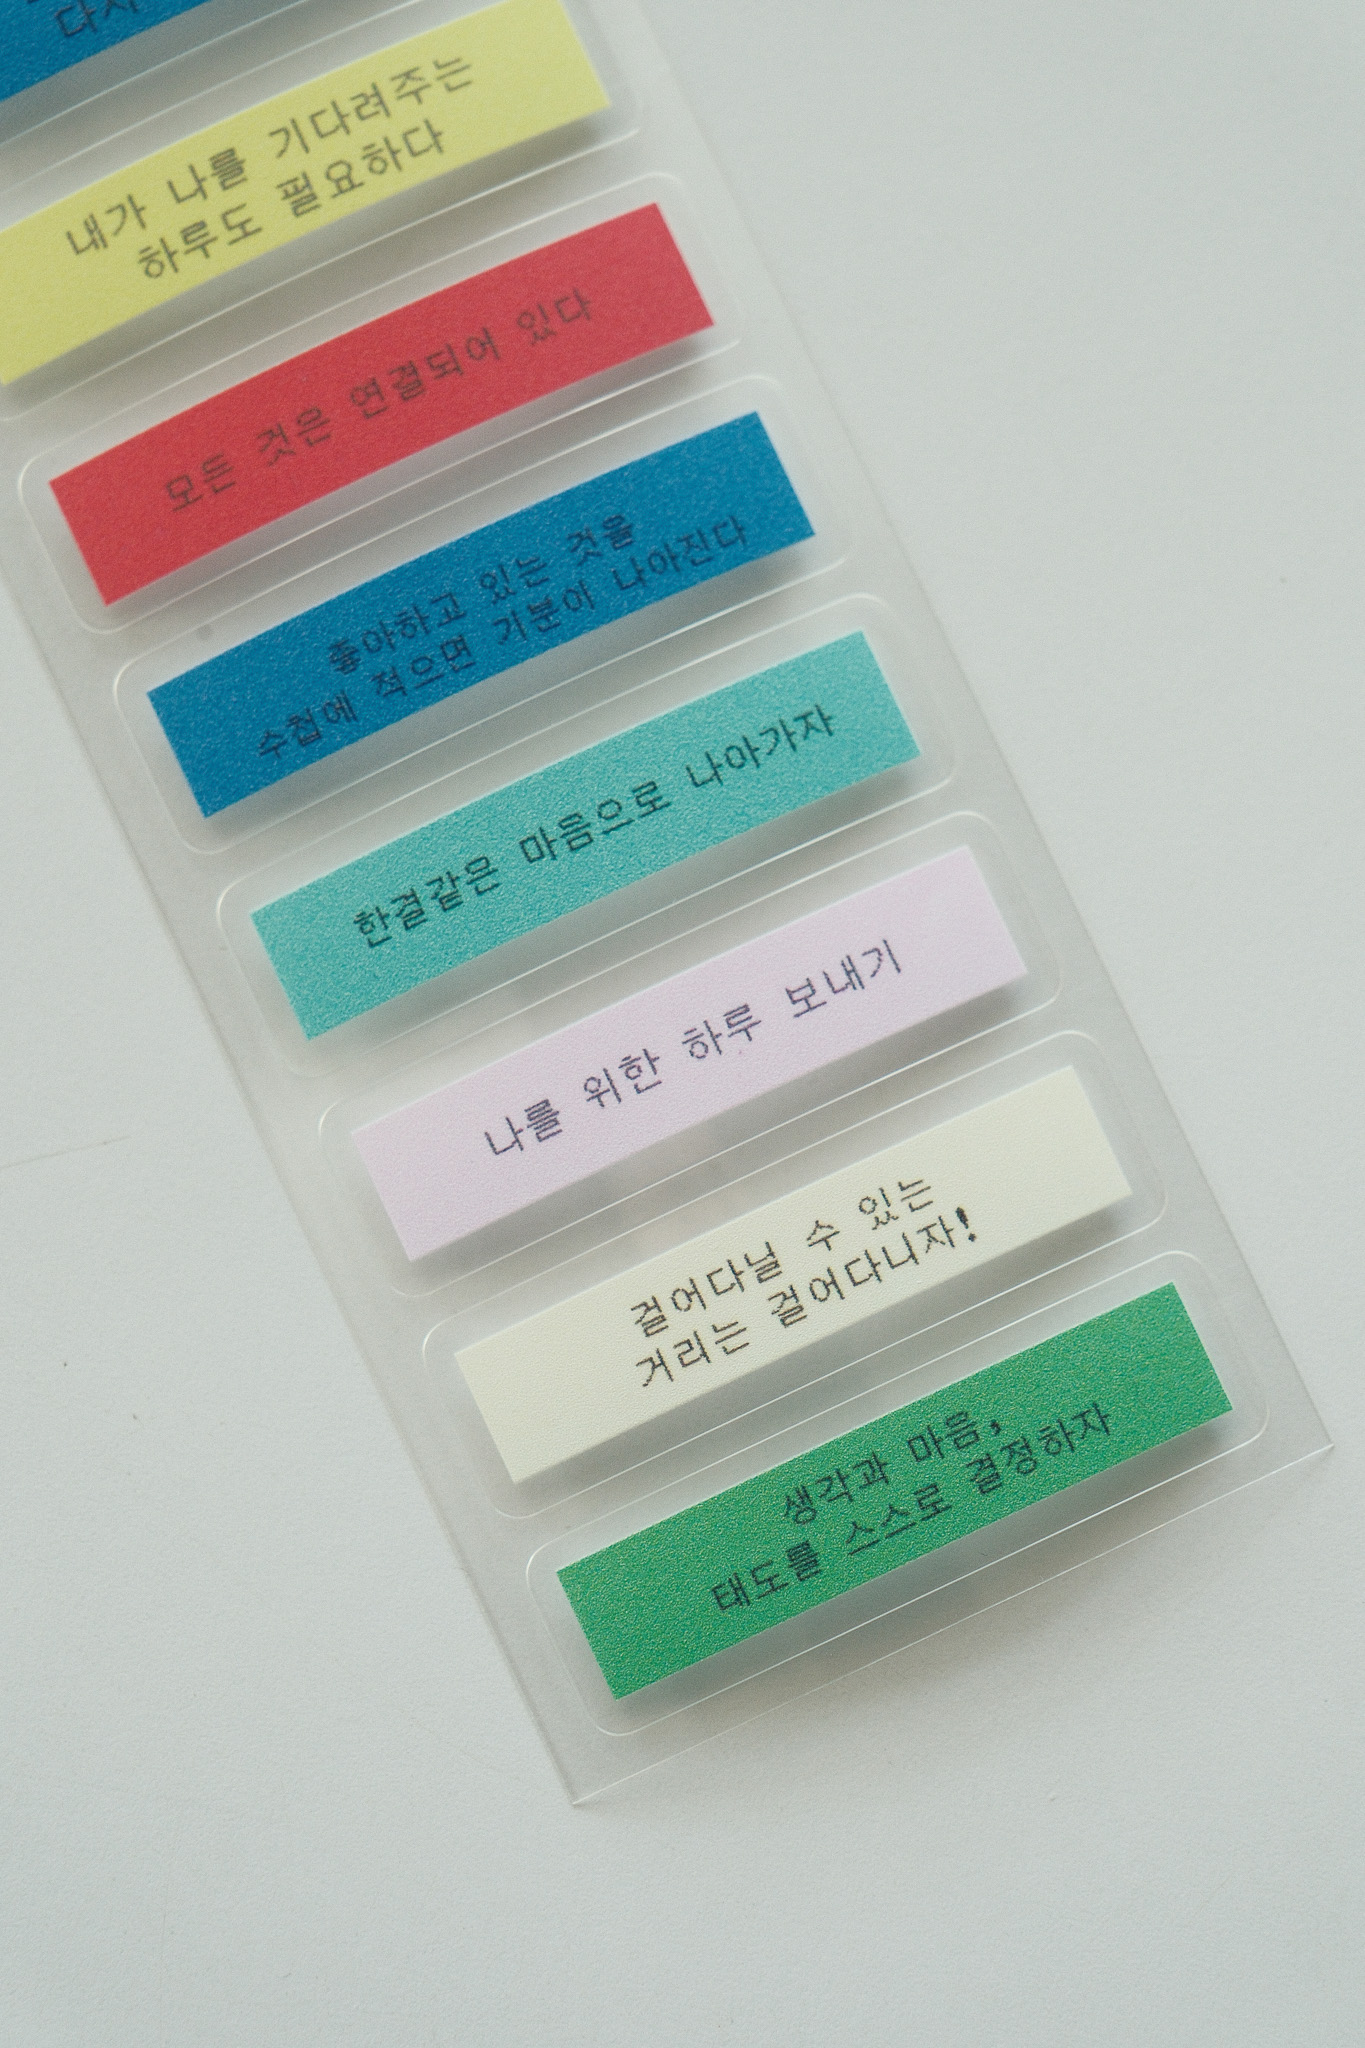 다시
내가 나를 기다려주는
하루도 필요하다
모든 것은 연결되어 있다
좋아하고 있는 것을
수첩에 적으면 기분이 나아진다
한결같은 마음으로 나아가자
나를 위한 하루 보내기
걸어다닐 수 있는
거리는 걸어다니자!
생각과 마음,
태도를 스스로 결정하자